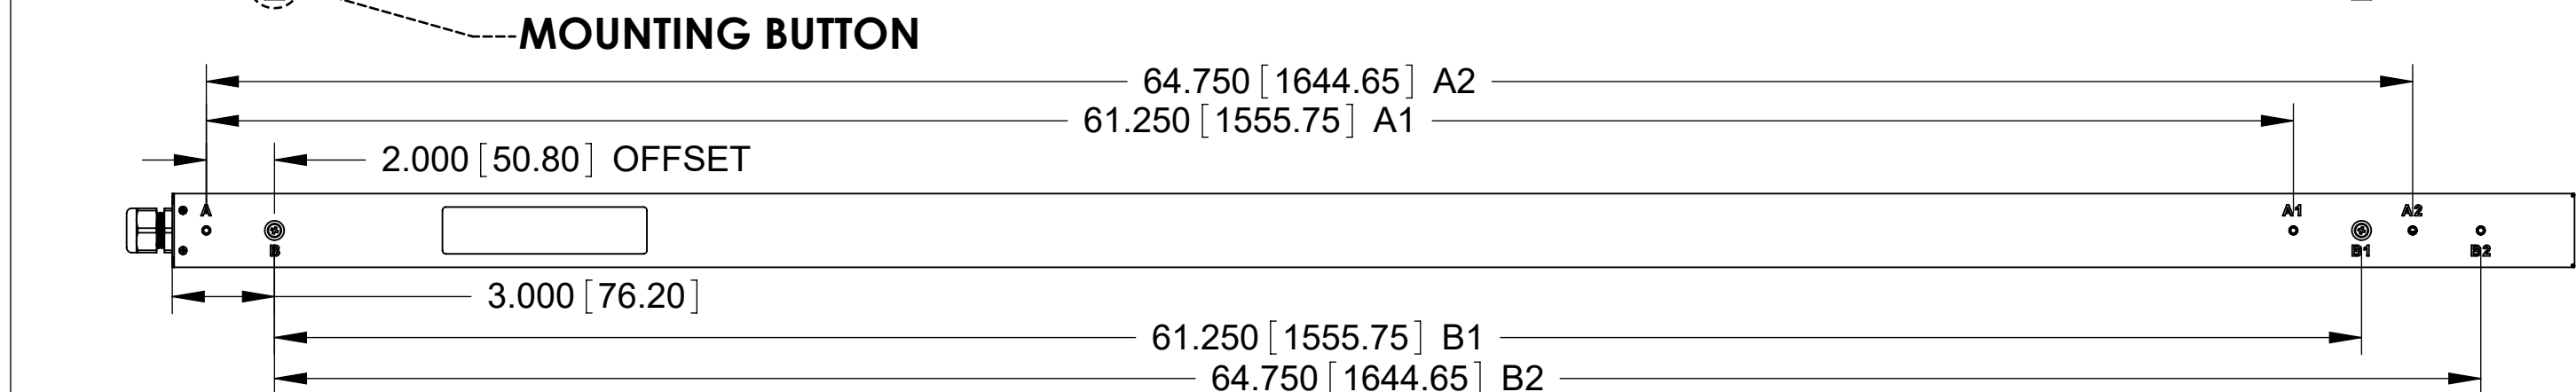 MOUNTING BUTTON
64.750 [1644.65] A2
61.250 [1555.75] A1
2.000 [50.80] OFFSET
A
A1
A2
B
B1
B2
3.000 [76.20]
61.250 [1555.75] B1
64.750 [1644.65] B2